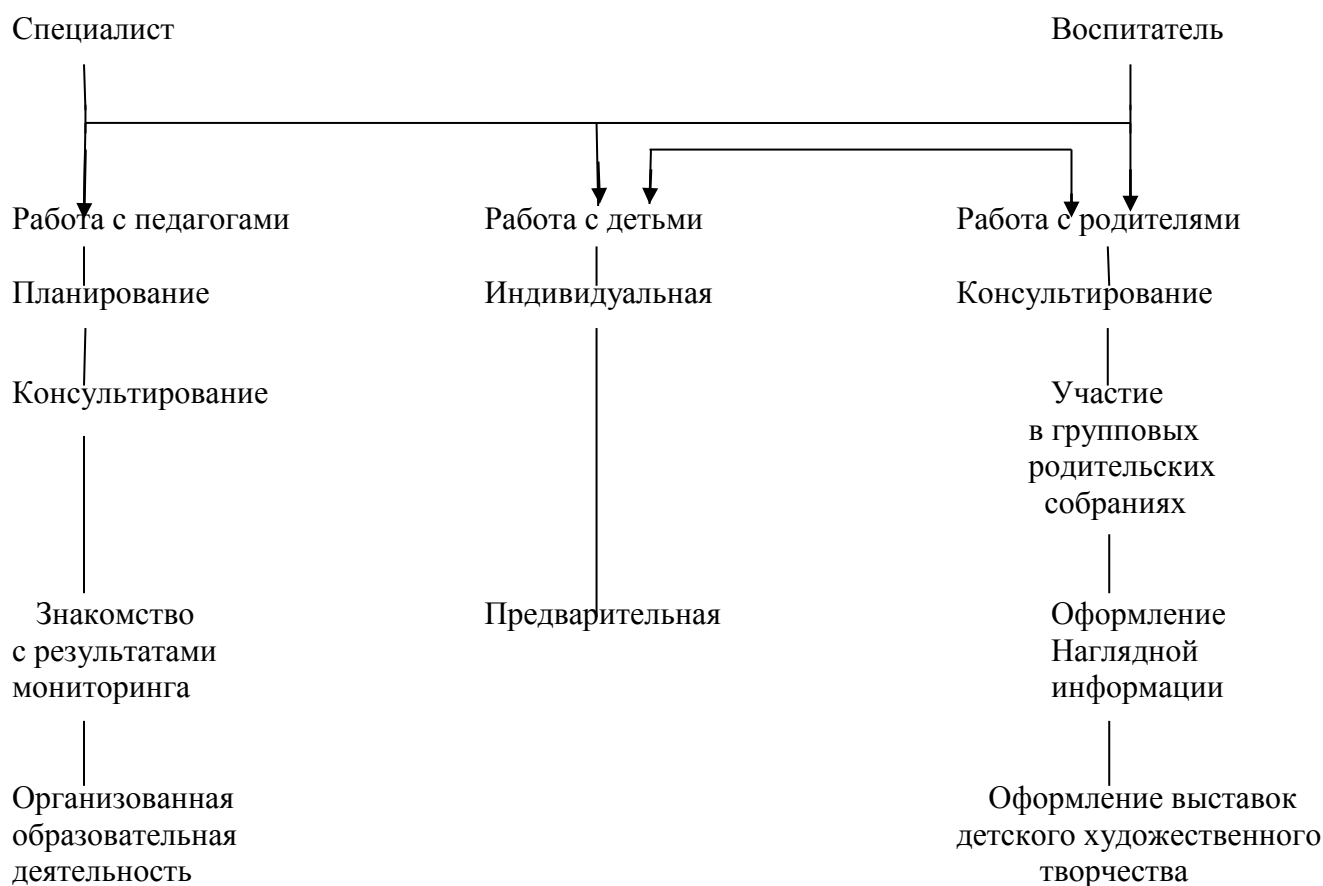 Специалист
Воспитатель
Работа с педагогами
Работа с детьми
Работа с родителями
Планирование
Индивидуальная
Консультирование
Консультирование
Участие
в групповых
родительских
собраниях
Знакомство
с результатами
мониторинга
Предварительная
Оформление
Наглядной
информации
Организованная
образовательная
деятельность
Оформление выставок
детского художественного
творчества